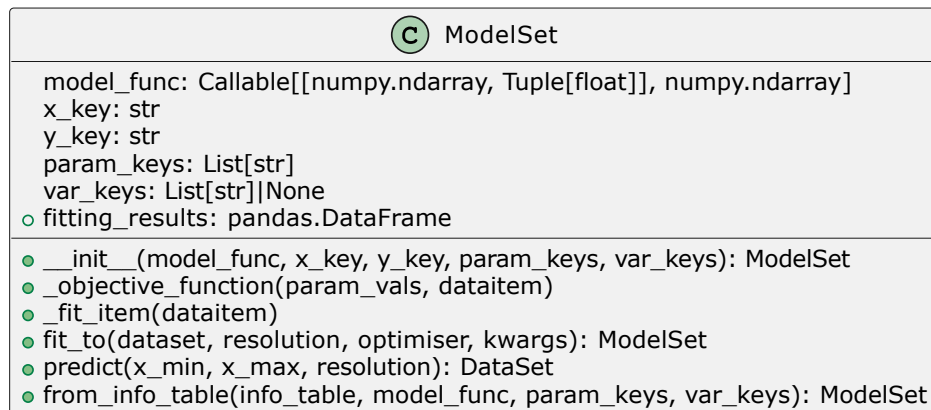 C ModelSet
model_func: Callable[[numpy.ndarray, Tuple[float]], numpy.ndarray]
x_key: str
y_key: str
param_keys: List[str]
var_keys: List[str]|None
fitting_results: pandas.DataFrame
__init__(model_func, x_key, y_key, param_keys, var_keys): ModelSet
_objective_function(param_vals, dataitem)
_fit_item(dataitem)
fit_to(dataset, resolution, optimiser, kwargs): ModelSet
predict(x_min, x_max, resolution): DataSet
from_info_table(info_table, model_func, param_keys, var_keys): ModelSet